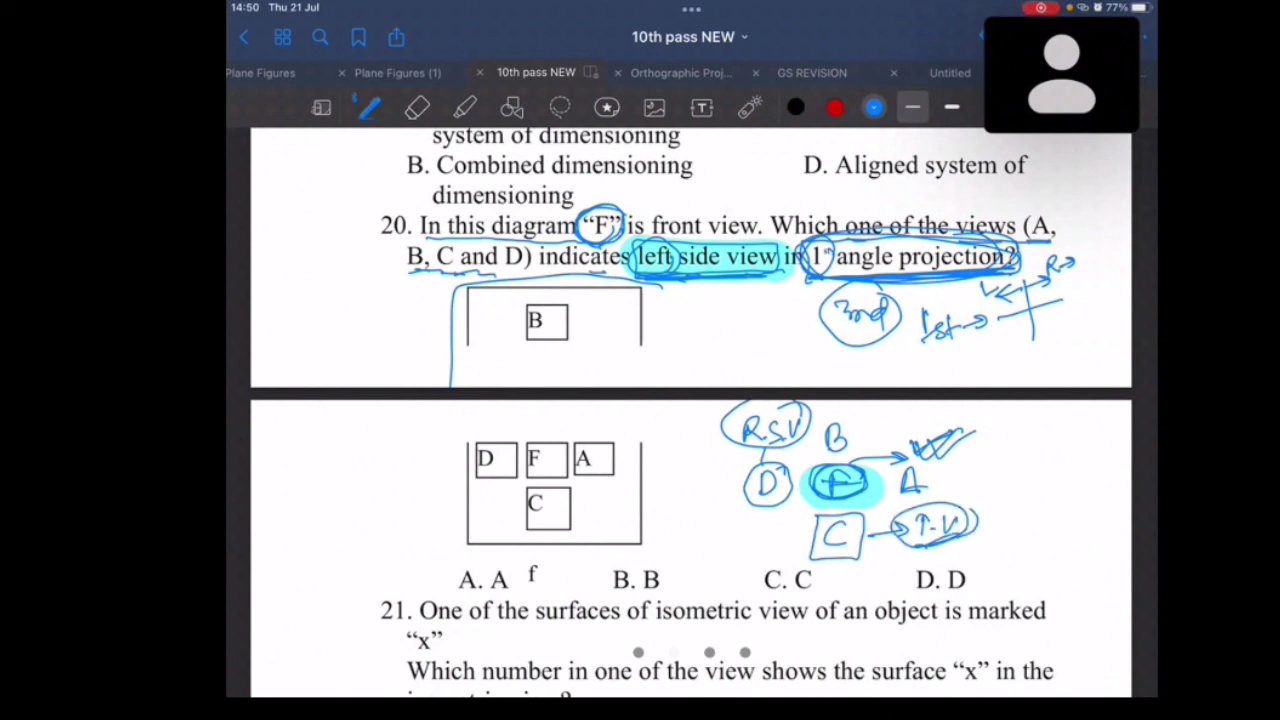 14:50 Thu 21 Jul
77%
10th pass NEW
Plane Figures
Plane Figures (1)
10th pass NEW
Orthographic Proj...
GS REVISION
Untitled
system of dimensioning
B. Combined dimensioning D. Aligned system of
dimensioning
20. In this diagram “F” is front view. Which one of the views (A,
B, C and D) indicates left side view in 1st angle projection?
L R
B
3rd 1st
R.S.V B
D F A
D F A
C
C T.V
A. A f B. B C. C D. D
21. One of the surfaces of isometric view of an object is marked
“x”
Which number in one of the view shows the surface “x” in the